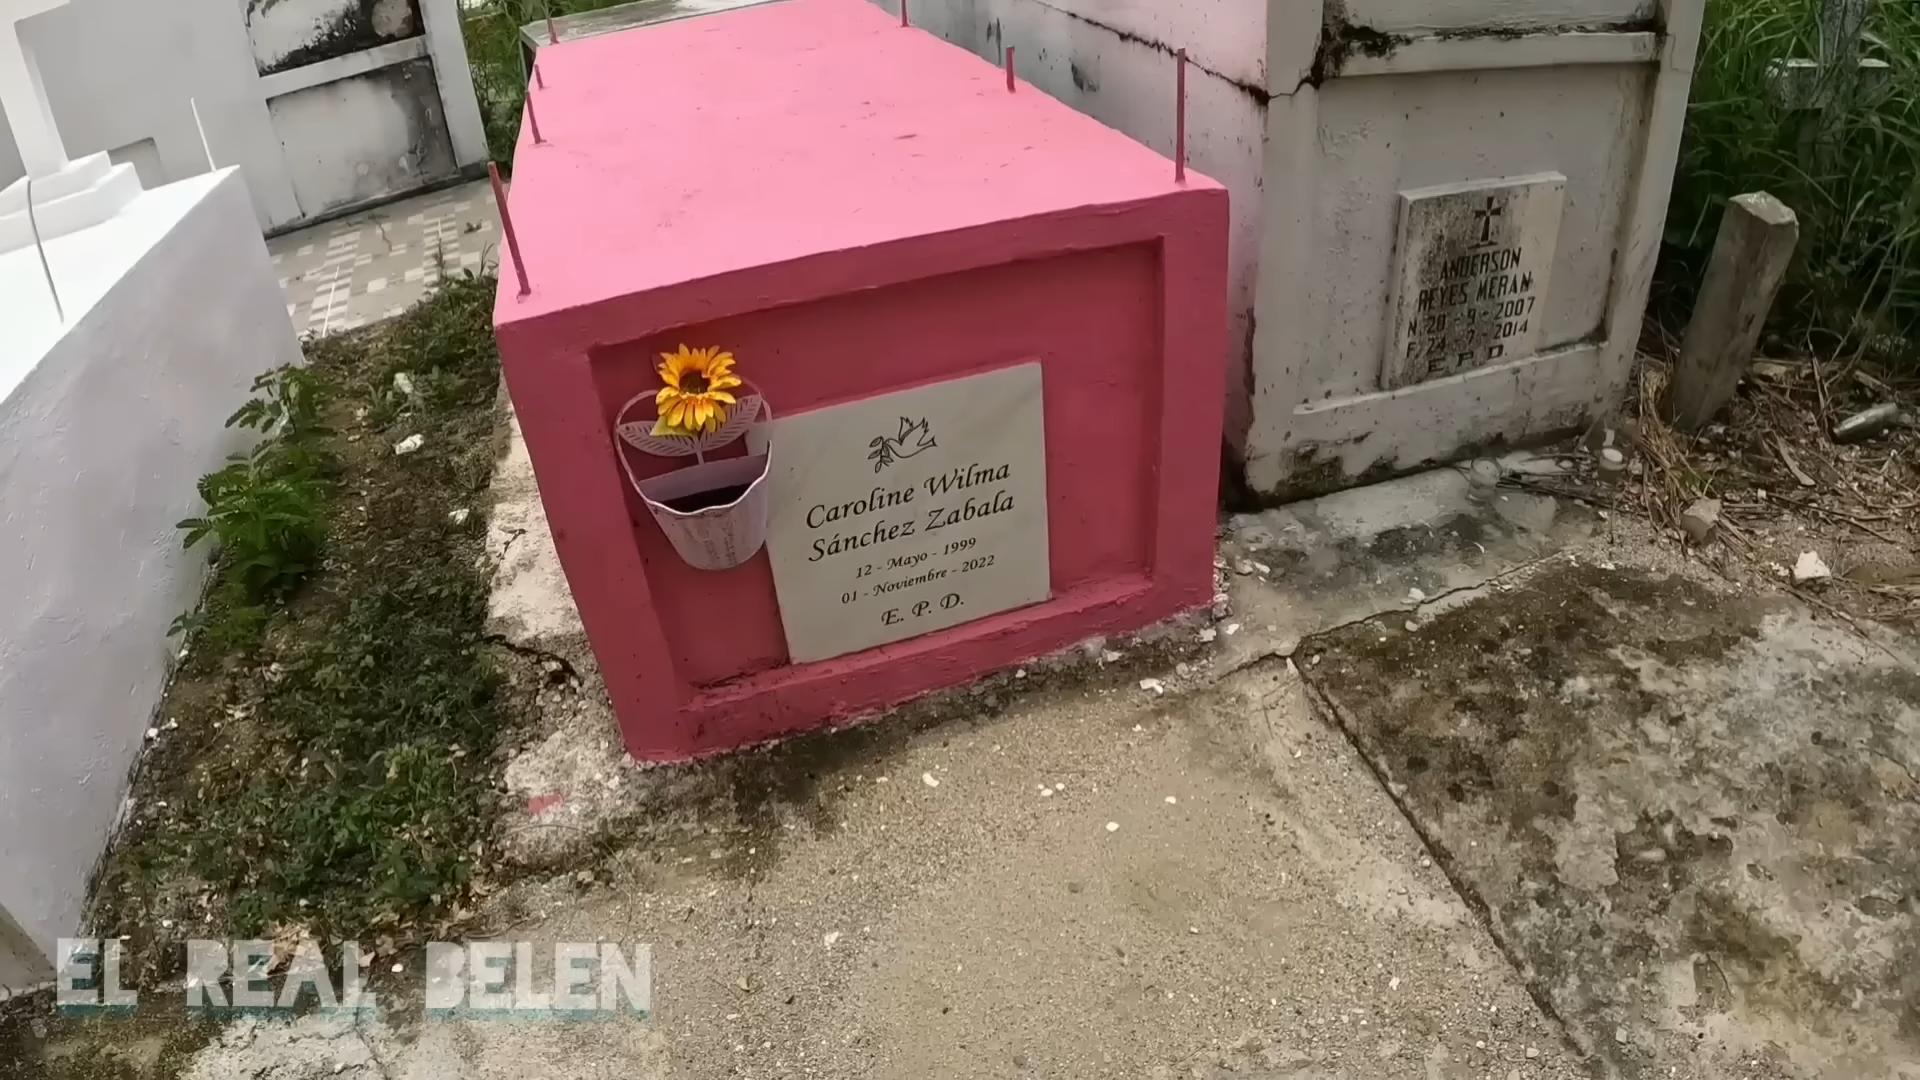 Caroline Wilma
Sánchez Zabala
12 - Mayo - 1999
01 - Noviembre - 2022
E. P. D.
ANDERSON
REYES MERAN
N. 20 - 9 - 2007
F. 24 - 7 - 2014
E. P. D.
EL REAL BELEN